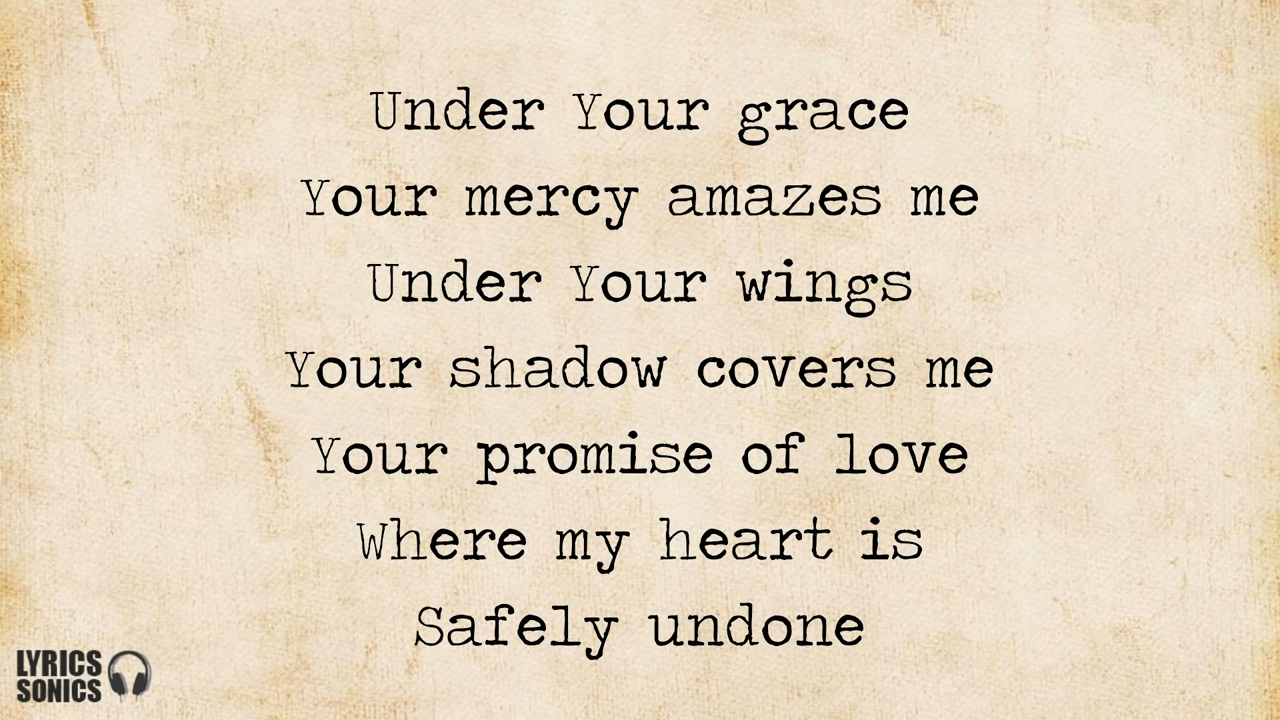 Under Your grace
Your mercy amazes me
Under Your wings
Your shadow covers me
Your promise of love
Where my heart is
Safely undone
LYRICS
SONICS